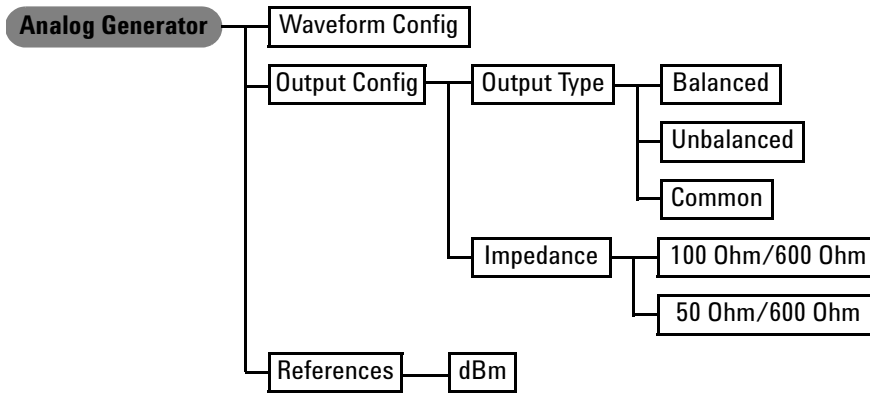 Analog Generator
Waveform Config
Output Config
Output Type
Balanced
Unbalanced
Common
Impedance
100 Ohm/600 Ohm
50 Ohm/600 Ohm
References
dBm